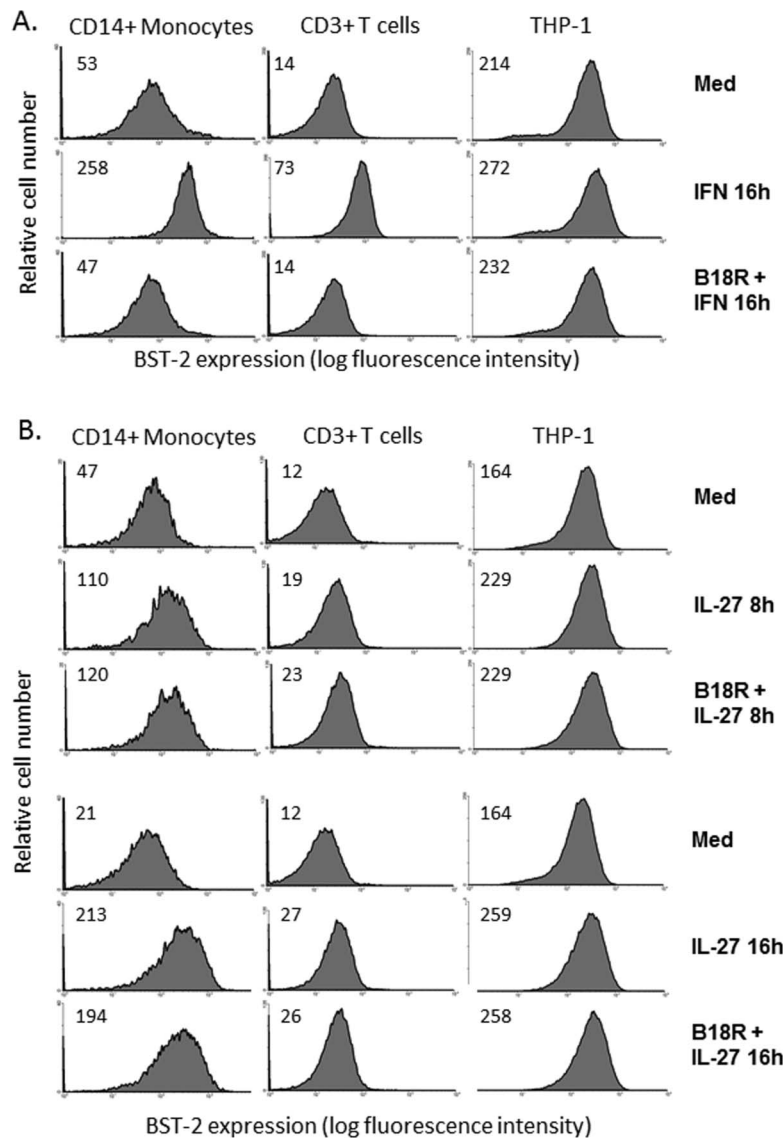 A.
CD14+ Monocytes CD3+ T cells THP-1
53 14 214 Med
258 73 272 IFN 16h
47 14 232 B18R +
IFN 16h
Relative cell number
BST-2 expression (log fluorescence intensity)
B.
CD14+ Monocytes CD3+ T cells THP-1
47 12 164 Med
110 19 229 IL-27 8h
120 23 229 B18R +
IL-27 8h
Relative cell number
21 12 164 Med
213 27 259 IL-27 16h
194 26 258 B18R +
IL-27 16h
BST-2 expression (log fluorescence intensity)